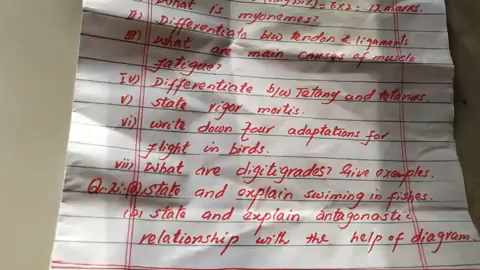 What is myonemes?
= 6x2 = 12 marks.
II) Differentiate b/w tendon & ligaments
III) What are main causes of muscle
fatigue?
IV) Differentiate b/w Tetany and tetanus.
V) state rigor mortis.
vi) write down four adaptations for
flight in birds.
vii) What are digitigrades? Give examples.
(a) state and explain swiming in fishes.
(b) state and explain antagonastic
relationship with the help of diagram.